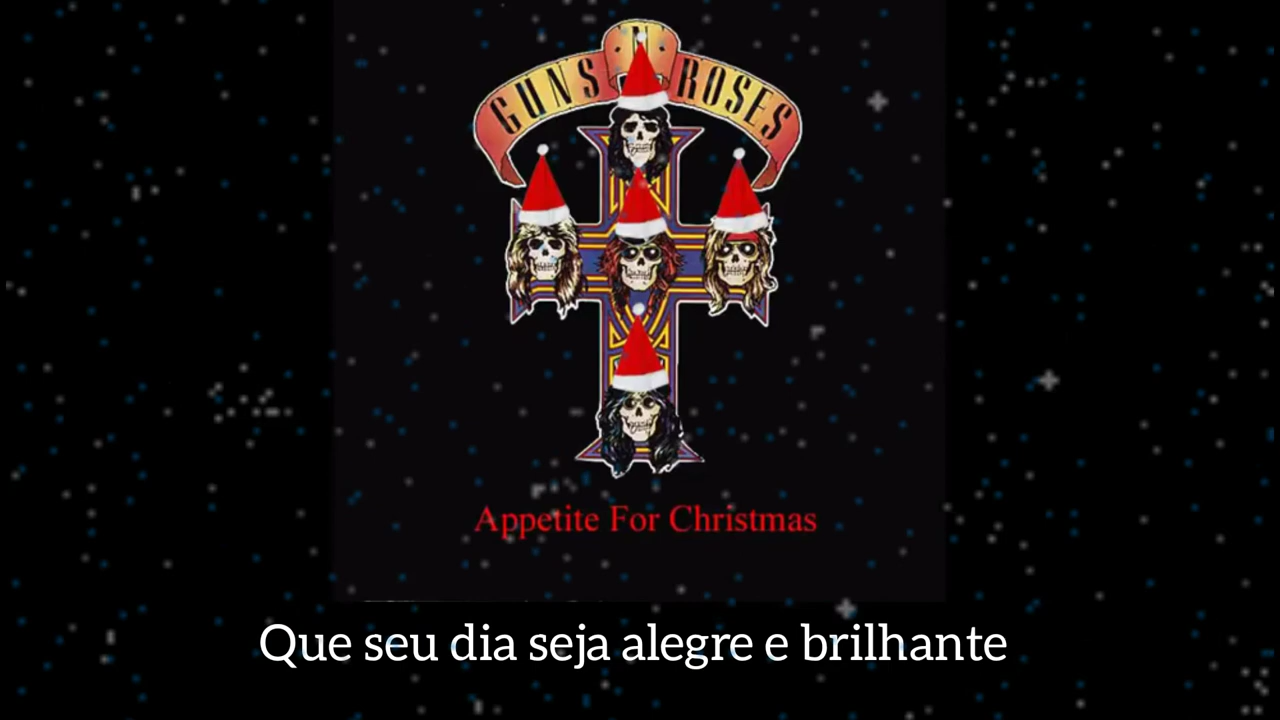 GUNS N' ROSES
Appetite For Christmas
Que seu dia seja alegre e brilhante